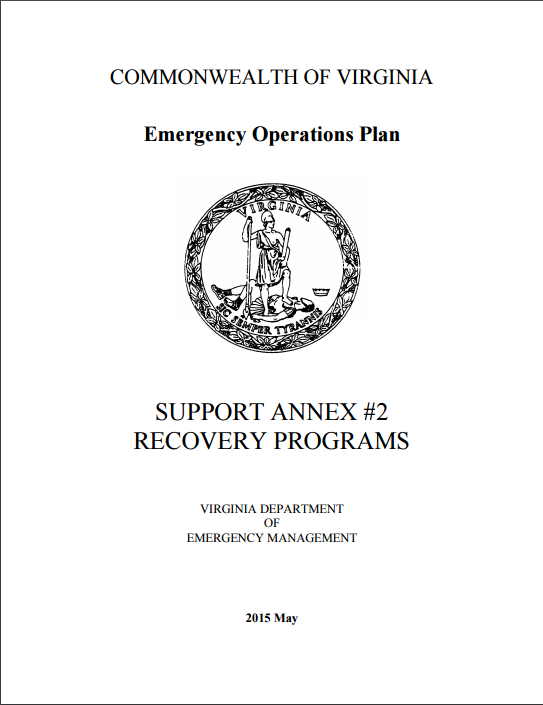 COMMONWEALTH OF VIRGINIA
Emergency Operations Plan
VIRGINIA
SIC SEMPER TYRANNIS
SUPPORT ANNEX #2
RECOVERY PROGRAMS
VIRGINIA DEPARTMENT
OF
EMERGENCY MANAGEMENT
2015 May